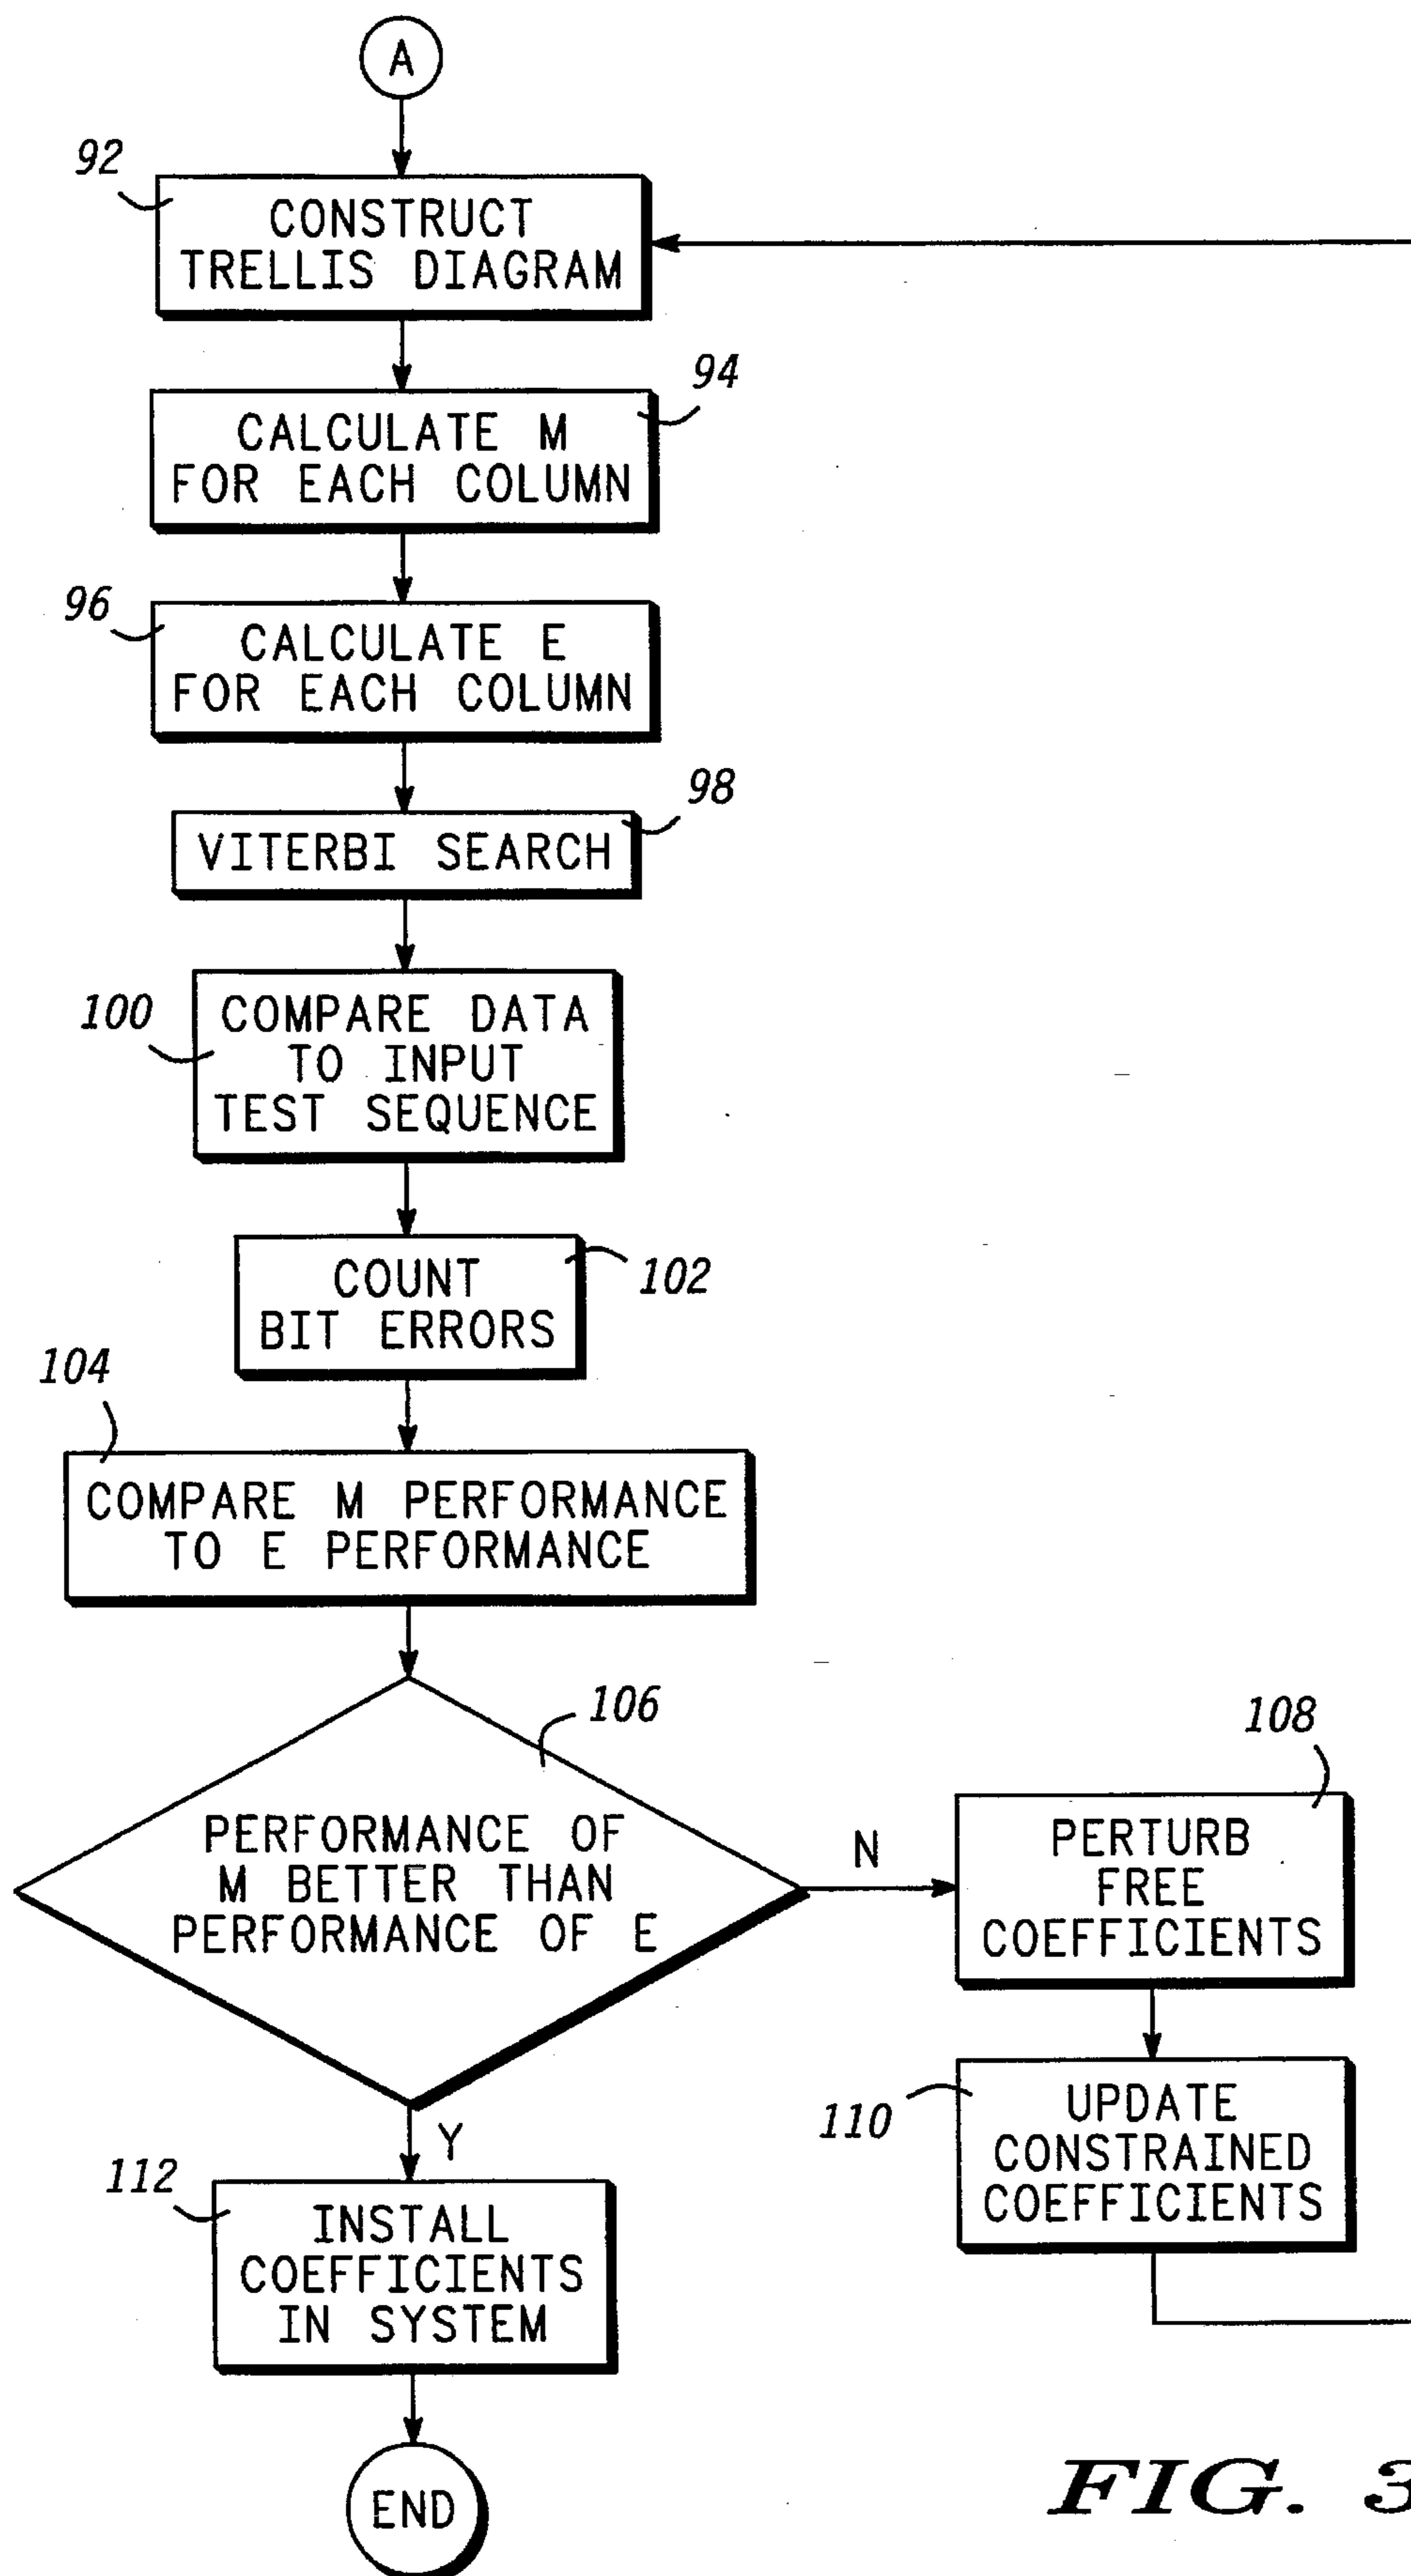 A
92
CONSTRUCT
TRELLIS DIAGRAM
94
CALCULATE M
FOR EACH COLUMN
96
CALCULATE E
FOR EACH COLUMN
98
VITERBI SEARCH
100
COMPARE DATA
TO INPUT
TEST SEQUENCE
102
COUNT
BIT ERRORS
104
COMPARE M PERFORMANCE
TO E PERFORMANCE
106
PERFORMANCE OF
M BETTER THAN
PERFORMANCE OF E
N
108
PERTURB
FREE
COEFFICIENTS
110
UPDATE
CONSTRAINED
COEFFICIENTS
Y
112
INSTALL
COEFFICIENTS
IN SYSTEM
END
FIG. 3